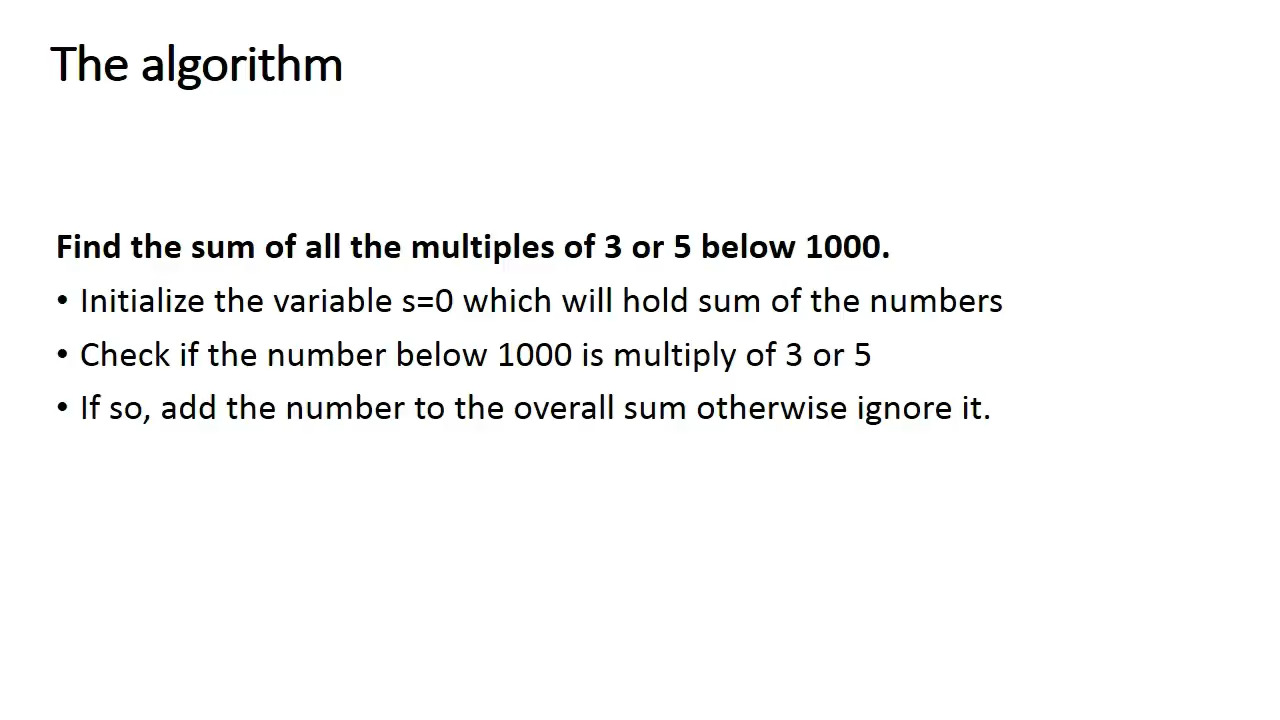 The algorithm
Find the sum of all the multiples of 3 or 5 below 1000.
• Initialize the variable s=0 which will hold sum of the numbers
• Check if the number below 1000 is multiply of 3 or 5
• If so, add the number to the overall sum otherwise ignore it.